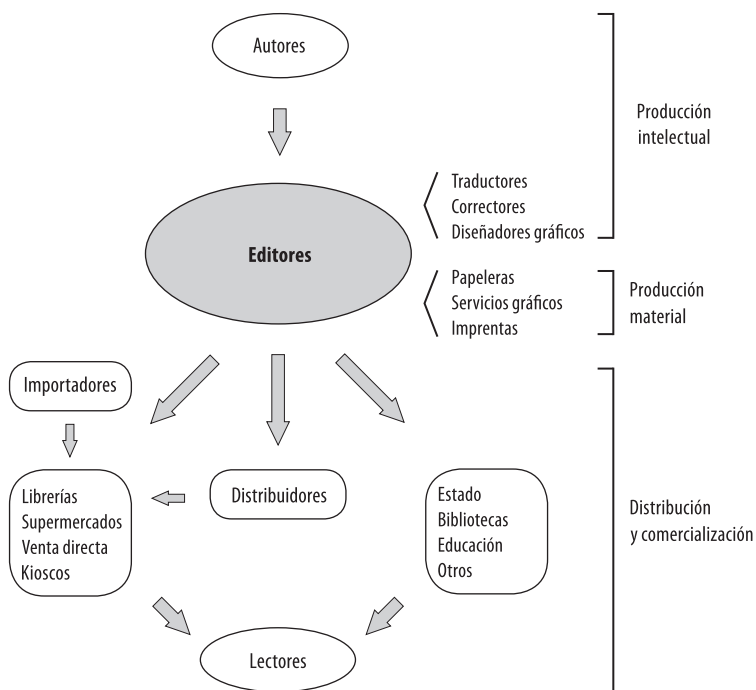 Autores
Producción
intelectual
Traductores
Correctores
Diseñadores gráficos
Editores
Papeleras
Servicios gráficos
Imprentas
Producción
material
Importadores
Librerías
Supermercados
Venta directa
Kioscos
Distribuidores
Estado
Bibliotecas
Educación
Otros
Distribución
y comercialización
Lectores